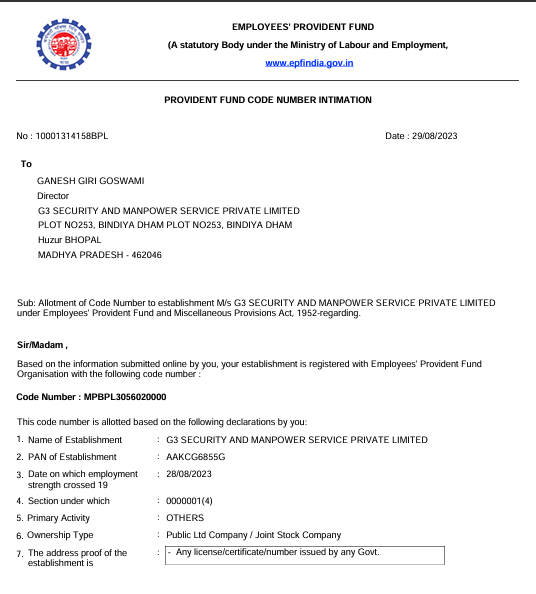 EMPLOYEES' PROVIDENT FUND
(A statutory Body under the Ministry of Labour and Employment,
www.epfindia.gov.in
PROVIDENT FUND CODE NUMBER INTIMATION
No : 10001314158BPL Date : 29/08/2023
To
GANESH GIRI GOSWAMI
Director
G3 SECURITY AND MANPOWER SERVICE PRIVATE LIMITED
PLOT NO253, BINDIYA DHAM PLOT NO253, BINDIYA DHAM
Huzur BHOPAL
MADHYA PRADESH - 462046
Sub: Allotment of Code Number to establishment M/s G3 SECURITY AND MANPOWER SERVICE PRIVATE LIMITED
under Employees' Provident Fund and Miscellaneous Provisions Act, 1952-regarding.
Sir/Madam ,
Based on the information submitted online by you, your establishment is registered with Employees' Provident Fund
Organisation with the following code number :
Code Number : MPBPL3056020000
This code number is allotted based on the following declarations by you:
1. Name of Establishment : G3 SECURITY AND MANPOWER SERVICE PRIVATE LIMITED
2. PAN of Establishment : AAKCG6855G
3. Date on which employment : 28/08/2023
strength crossed 19
4. Section under which : 0000001(4)
5. Primary Activity : OTHERS
6. Ownership Type : Public Ltd Company / Joint Stock Company
7. The address proof of the : - Any license/certificate/number issued by any Govt.
establishment is